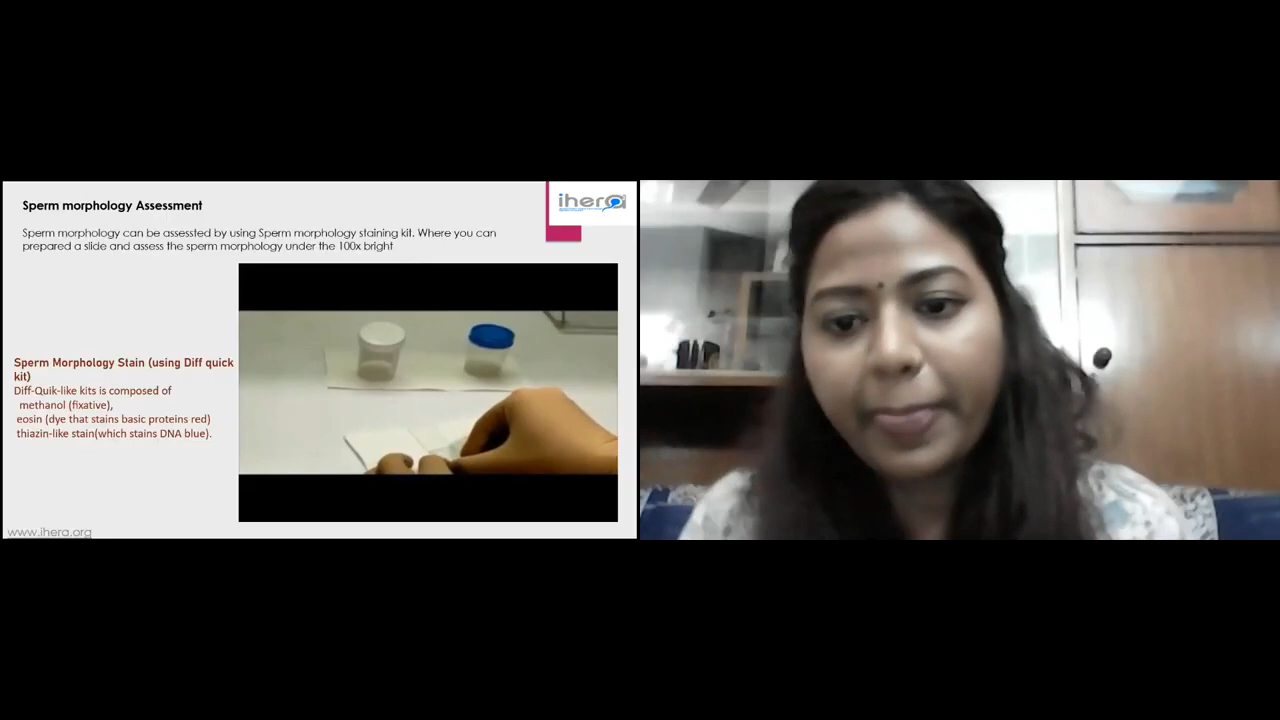 Sperm morphology Assessment
ihera
Sperm morphology can be assessted by using Sperm morphology staining kit. Where you can
prepared a slide and assess the sperm morphology under the 100x bright
Sperm Morphology Stain (using Diff quick
kit)
Diff-Quik-like kits is composed of
methanol (fixative),
eosin (dye that stains basic proteins red)
thiazin-like stain(which stains DNA blue).
www.ihera.org